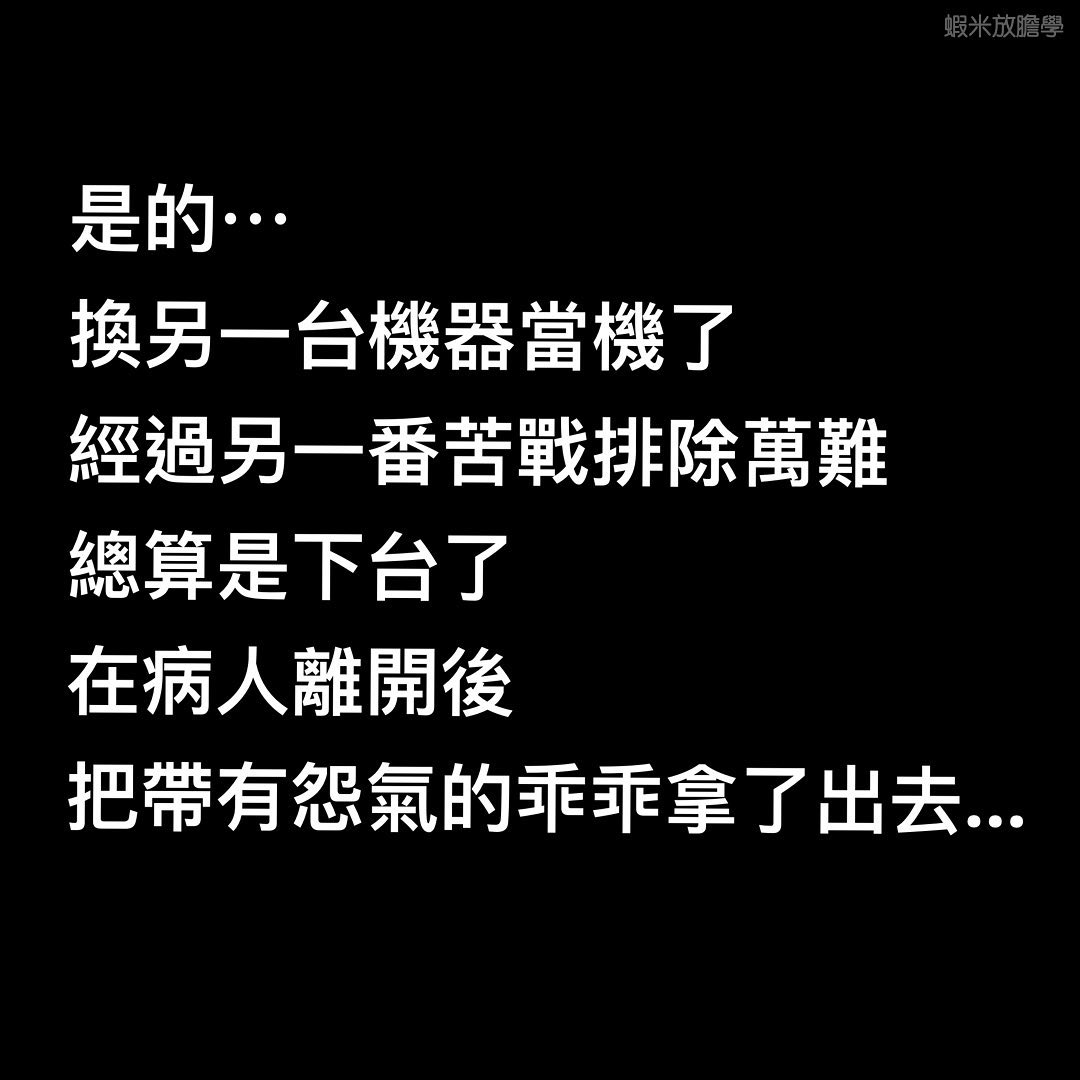 蝦米放膽學
是的…
換另一台機器當機了
經過另一番苦戰排除萬難
總算是下台了
在病人離開後
把帶有怨氣的乖乖拿了出去...